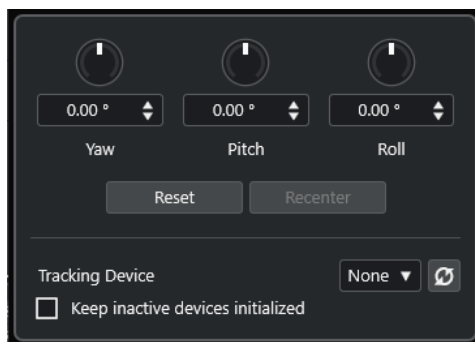 0.00 ° 0.00 ° 0.00 °
Yaw Pitch Roll
Reset Recenter
Tracking Device None
Keep inactive devices initialized